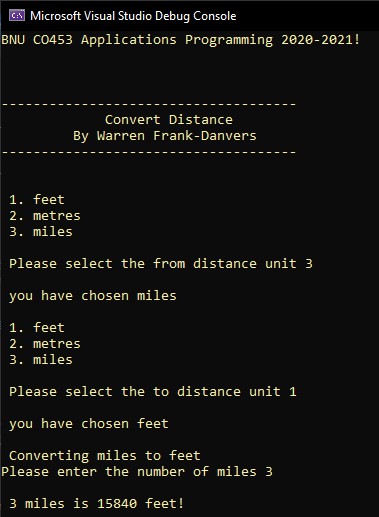 Microsoft Visual Studio Debug Console
BNU CO453 Applications Programming 2020-2021!
-------------------------------------
Convert Distance
By Warren Frank-Danvers
-------------------------------------
1. feet
2. metres
3. miles
Please select the from distance unit 3
you have chosen miles
1. feet
2. metres
3. miles
Please select the to distance unit 1
you have chosen feet
Converting miles to feet
Please enter the number of miles 3
3 miles is 15840 feet!